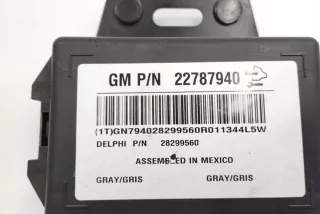 GM P/N 22787940
(1T)GN794028299560R011344L5W
DELPHI P/N 28299560
ASSEMBLED IN MEXICO
GRAY/GRIS GRAY/GRIS